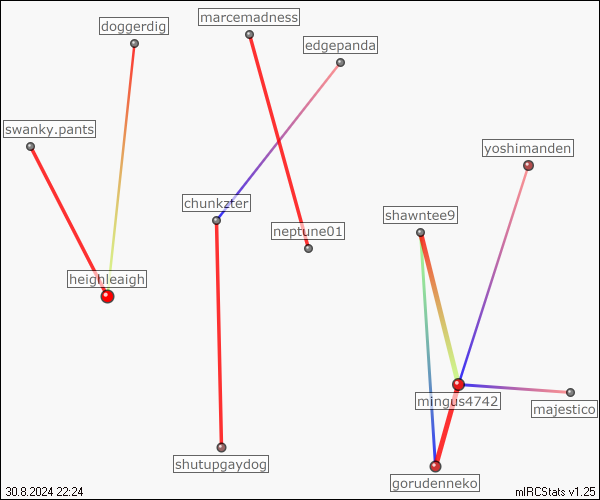 marcemadness
doggerdig
edgepanda
swanky.pants
yoshimanden
chunkzter
shawntee9
neptune01
heighleaigh
mingus4742
majestico
shutupgaydog
gorudenneko
30.8.2024 22:24
mIRCStats v1.25